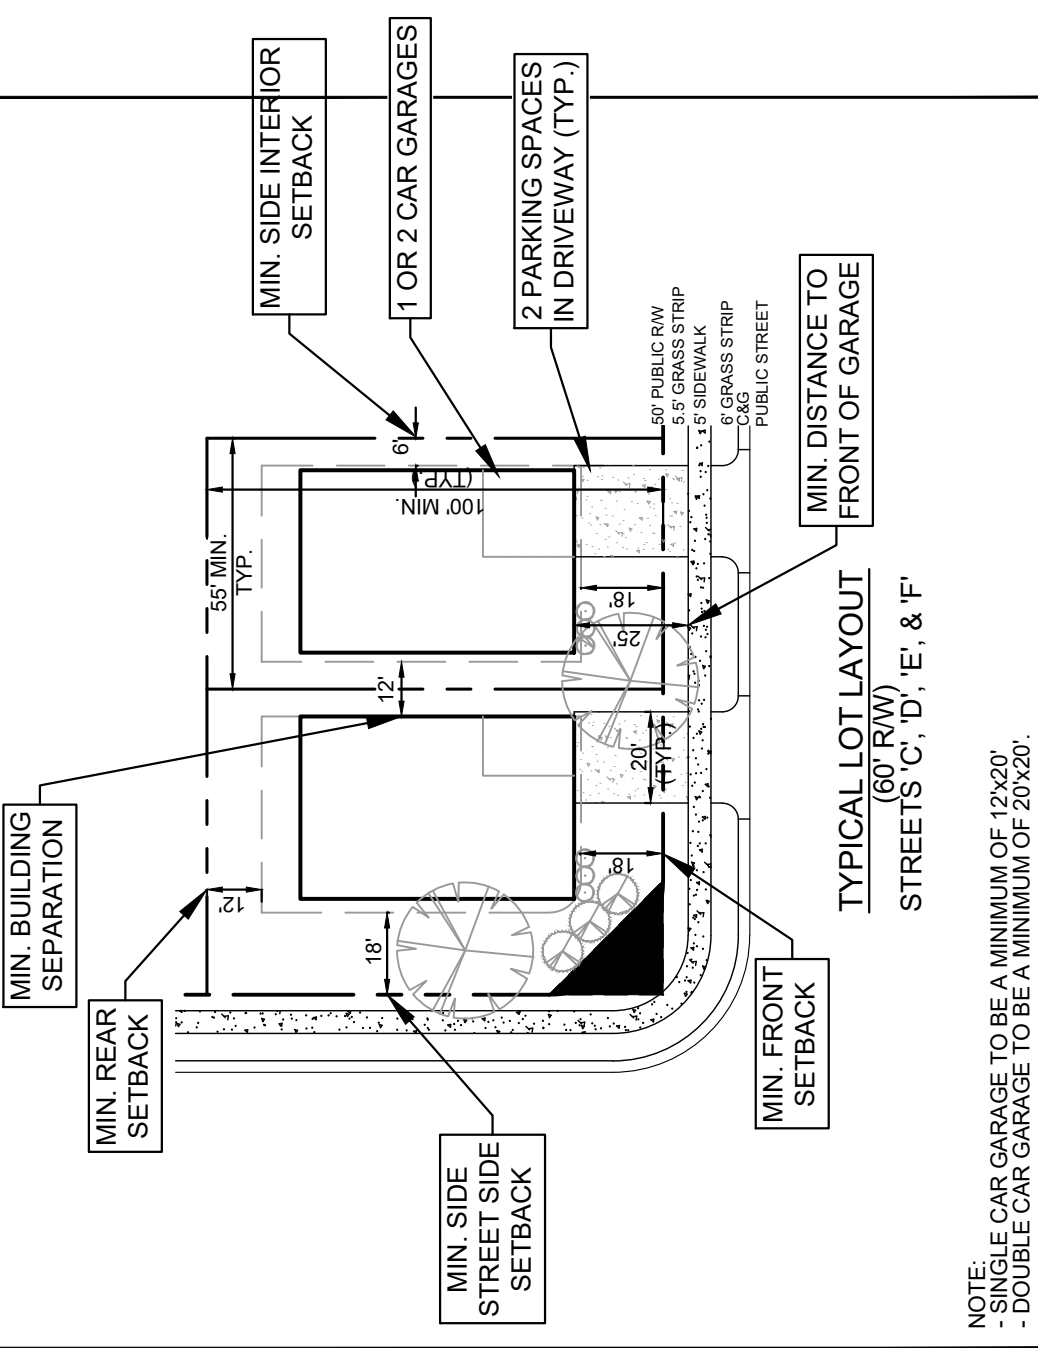 MIN. SIDE INTERIOR
SETBACK
1 OR 2 CAR GARAGES
2 PARKING SPACES
IN DRIVEWAY (TYP.)
MIN. BUILDING
SEPARATION
MIN. REAR
SETBACK
MIN. SIDE
STREET SIDE
SETBACK
MIN. FRONT
SETBACK
MIN. DISTANCE TO
FRONT OF GARAGE
55' MIN.
TYP.
100' MIN.
(TYP.
6'
12'
12'
18'
18'
18'
25'
20'
(TYP.)
50' PUBLIC R/W
5.5' GRASS STRIP
5' SIDEWALK
6' GRASS STRIP
C&G
PUBLIC STREET
TYPICAL LOT LAYOUT
(60' R/W)
STREETS 'C', 'D', 'E', & 'F'
NOTE:
- SINGLE CAR GARAGE TO BE A MINIMUM OF 12'x20'
- DOUBLE CAR GARAGE TO BE A MINIMUM OF 20'x20'.